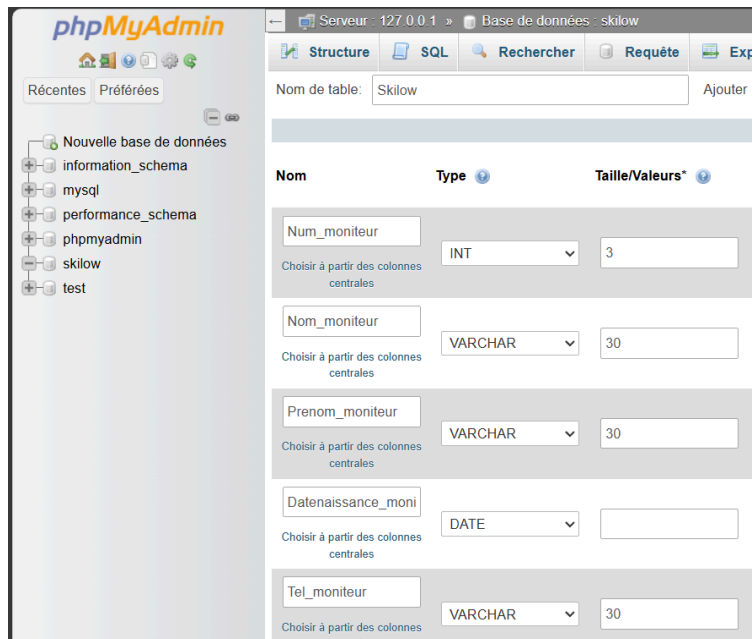 phpMyAdmin
Récentes Préférées
Nouvelle base de données
information_schema
mysql
performance_schema
phpmyadmin
skilow
test
Serveur : 127.0.0.1 » Base de données : skilow
Structure SQL Rechercher Requête Exp
Nom de table: Skilow Ajouter
Nom Type Taille/Valeurs*
Num_moniteur INT 3
Choisir à partir des colonnes
centrales
Nom_moniteur VARCHAR 30
Choisir à partir des colonnes
centrales
Prenom_moniteur VARCHAR 30
Choisir à partir des colonnes
centrales
Datenaissance_moni DATE
Choisir à partir des colonnes
centrales
Tel_moniteur VARCHAR 30
Choisir à partir des colonnes